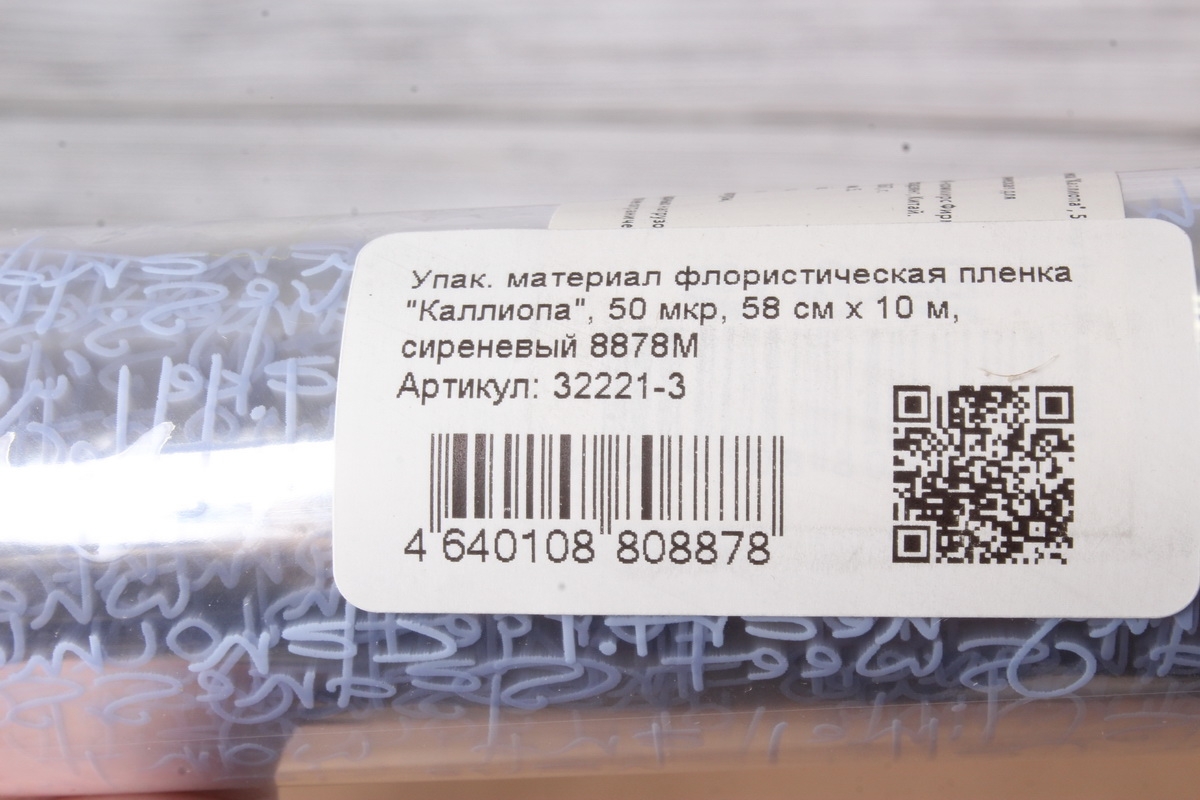 Упак. материал флористическая пленка
"Каллиопа", 50 мкр, 58 см х 10 м,
сиреневый 8878М
Артикул: 32221-3
4 640108 808878